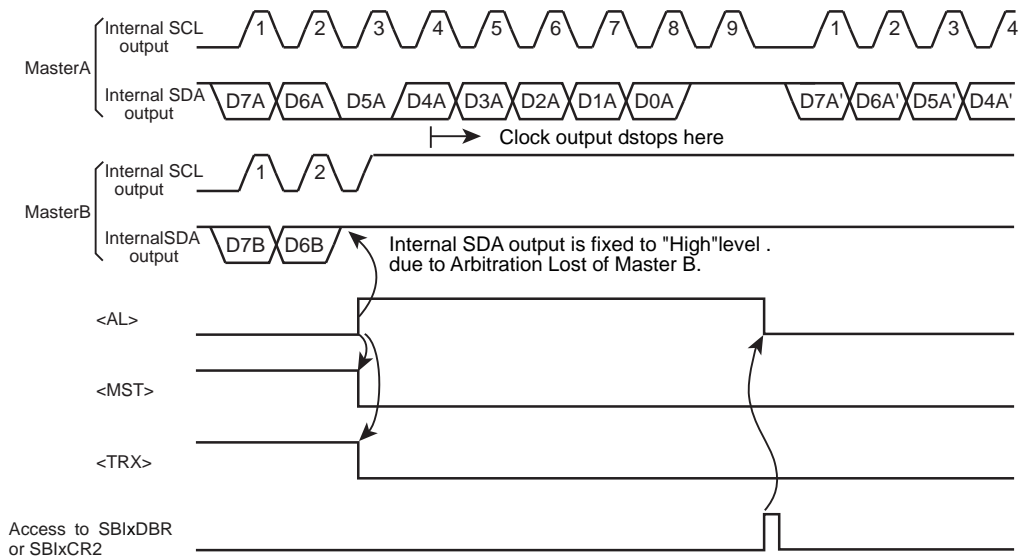 Internal SCL
output
1 2 3 4 5 6 7 8 9 1 2 3 4
MasterA
Internal SDA
output
D7A D6A D5A D4A D3A D2A D1A D0A D7A' D6A' D5A' D4A'
Clock output dstops here
Internal SCL
output
1 2
MasterB
InternalSDA
output
D7B D6B
Internal SDA output is fixed to "High"level .
due to Arbitration Lost of Master B.
<AL>
<MST>
<TRX>
Access to SBIxDBR
or SBIxCR2